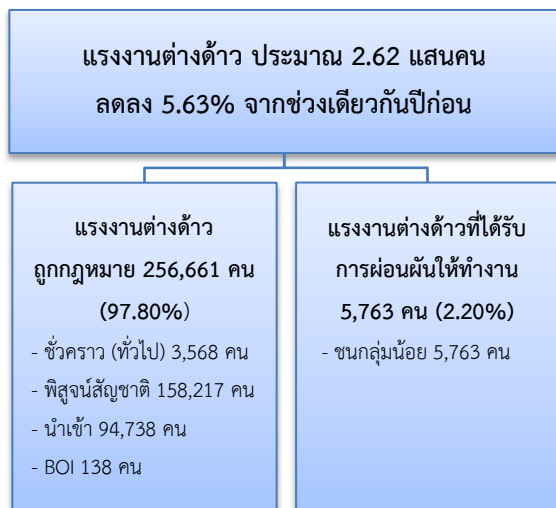 แรงงานต่างด้าว ประมาณ 2.62 แสนคน
ลดลง 5.63% จากช่วงเดียวกันปีก่อน
แรงงานต่างด้าว
ถูกกฎหมาย 256,661 คน
(97.80%)
- ชั่วคราว (ทั่วไป) 3,568 คน
- พิสูจน์สัญชาติ 158,217 คน
- นำเข้า 94,738 คน
- BOI 138 คน
แรงงานต่างด้าวที่ได้รับ
การผ่อนผันให้ทำงาน
5,763 คน (2.20%)
- ชนกลุ่มน้อย 5,763 คน